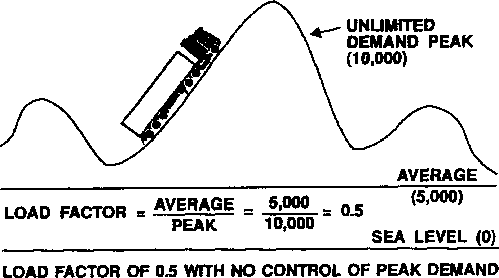 UNLIMITED
DEMAND PEAK
(10,000)
AVERAGE
(5,000)
LOAD FACTOR = AVERAGE / PEAK = 5,000 / 10,000 = 0.5
SEA LEVEL (0)
LOAD FACTOR OF 0.5 WITH NO CONTROL OF PEAK DEMAND